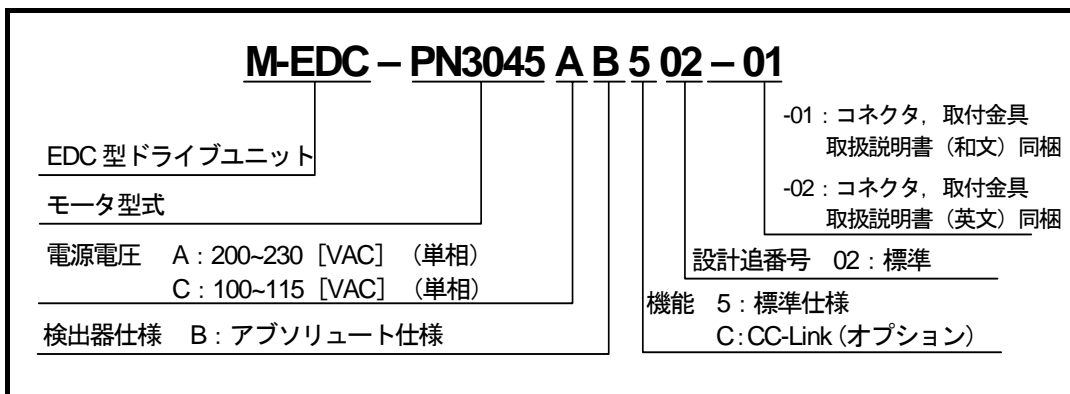 M-EDC – PN3045 A B 5 02 – 01
-01：コネクタ，取付金具
取扱説明書（和文）同梱
EDC 型ドライブユニット
-02：コネクタ，取付金具
取扱説明書（英文）同梱
モータ型式
電源電圧　A：200~230［VAC］（単相）
C：100~115［VAC］（単相）
設計追番号　02：標準
機能　5：標準仕様
C：CC-Link（オプション）
検出器仕様　B：アブソリュート仕様